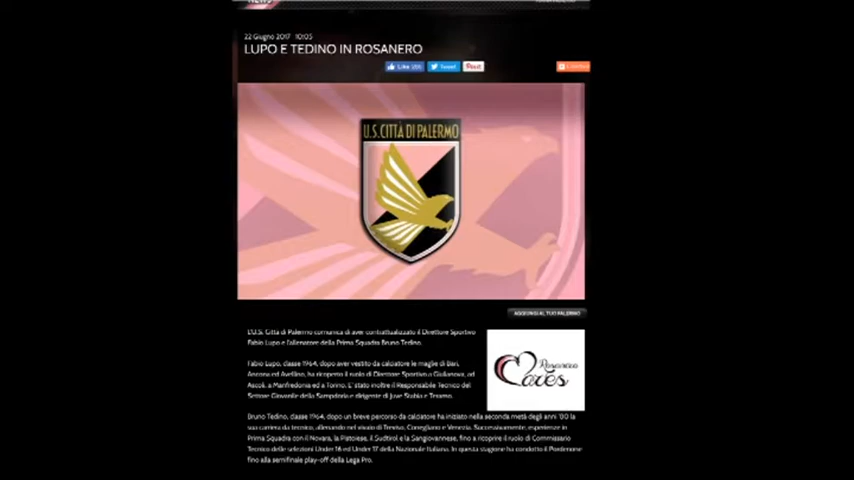 NEWS
22 Giugno 2017 10:05
LUPO E TEDINO IN ROSANERO
Like
Tweet
Pin it
U.S.CITTÀ DI PALERMO
AGGIUNGI AL TUO PALERMO
L'U.S. Città di Palermo comunica di aver contrattualizzato il Direttore Sportivo
Fabio Lupo e l'allenatore della Prima Squadra Bruno Tedino.
Rosanero
Cares
Fabio Lupo, classe 1964, dopo aver vestito da calciatore le maglie di Bari,
Ancona ed Avellino, ha ricoperto il ruolo di Direttore Sportivo a Giulianova, ad
Ascoli, a Manfredonia ed a Torino. E' stato inoltre il Responsabile Tecnico del
Settore Giovanile della Sampdoria e dirigente di Juve Stabia e Teramo.
Bruno Tedino, classe 1964, dopo un breve percorso da calciatore ha iniziato nella seconda metà degli anni '80 la
sua carriera da tecnico, allenando nel vivaio di Treviso, Conegliano e Venezia. Successivamente, esperienze in
Prima Squadra con il Novara, la Pistoiese, il Sudtirol e la Sangiovannese, fino a ricoprire il ruolo di Commissario
Tecnico delle selezioni Under 16 ed Under 17 della Nazionale Italiana. In questa stagione ha condotto il Pordenone
fino alla semifinale play-off della Lega Pro.